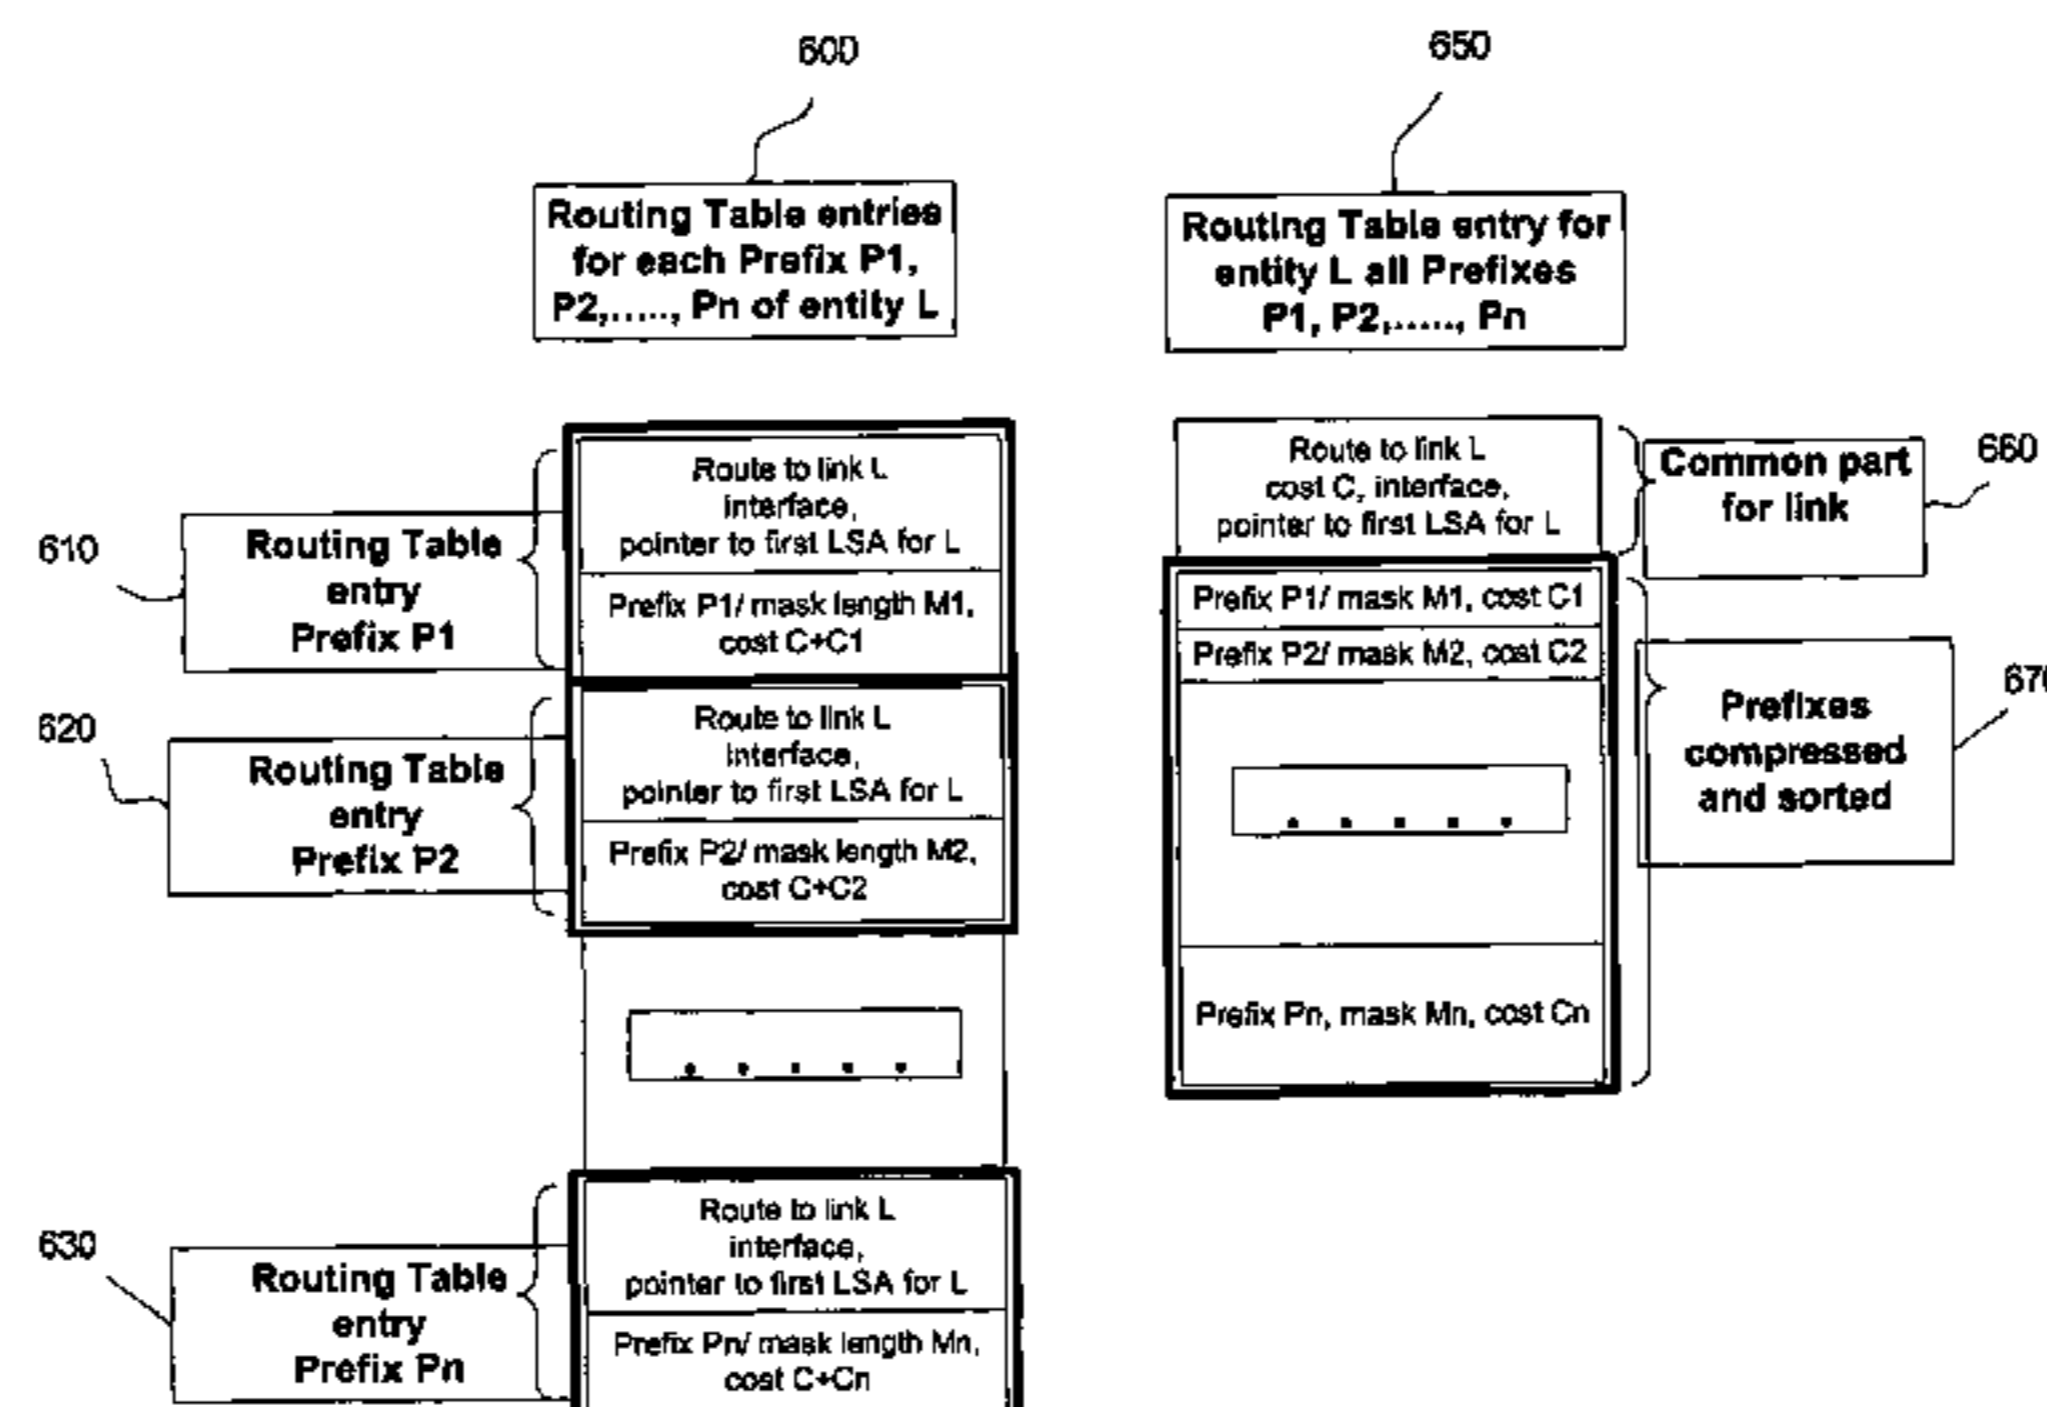 600
Routing Table entries
for each Prefix P1,
P2,....., Pn of entity L
610
Routing Table
entry
Prefix P1
Route to link L
interface,
pointer to first LSA for L
Prefix P1/ mask length M1,
cost C+C1
620
Routing Table
entry
Prefix P2
Route to link L
interface,
pointer to first LSA for L
Prefix P2/ mask length M2,
cost C+C2
. . . . .
630
Routing Table
entry
Prefix Pn
Route to link L
interface,
pointer to first LSA for L
Prefix Pn/ mask length Mn,
cost C+Cn
650
Routing Table entry for
entity L all Prefixes
P1, P2,....., Pn
Route to link L
cost C, interface,
pointer to first LSA for L
Common part
for link
660
Prefix P1/ mask M1, cost C1
Prefix P2/ mask M2, cost C2
. . . . .
Prefix Pn, mask Mn, cost Cn
Prefixes
compressed
and sorted
670